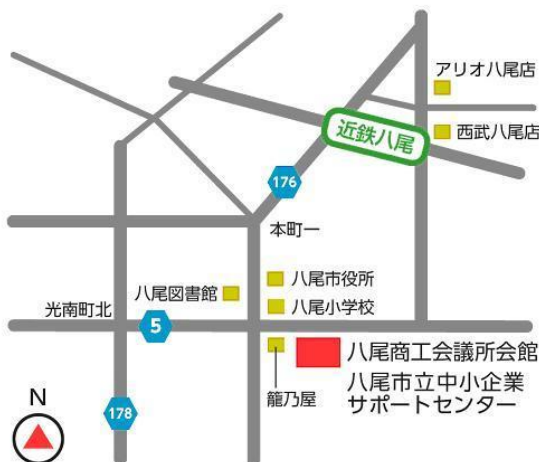 アリオ八尾店
近鉄八尾
西武八尾店
176
本町一
八尾市役所
八尾図書館
八尾小学校
光南町北
5
八尾商工会議所会館
籠乃屋
八尾市立中小企業
サポートセンター
N
178